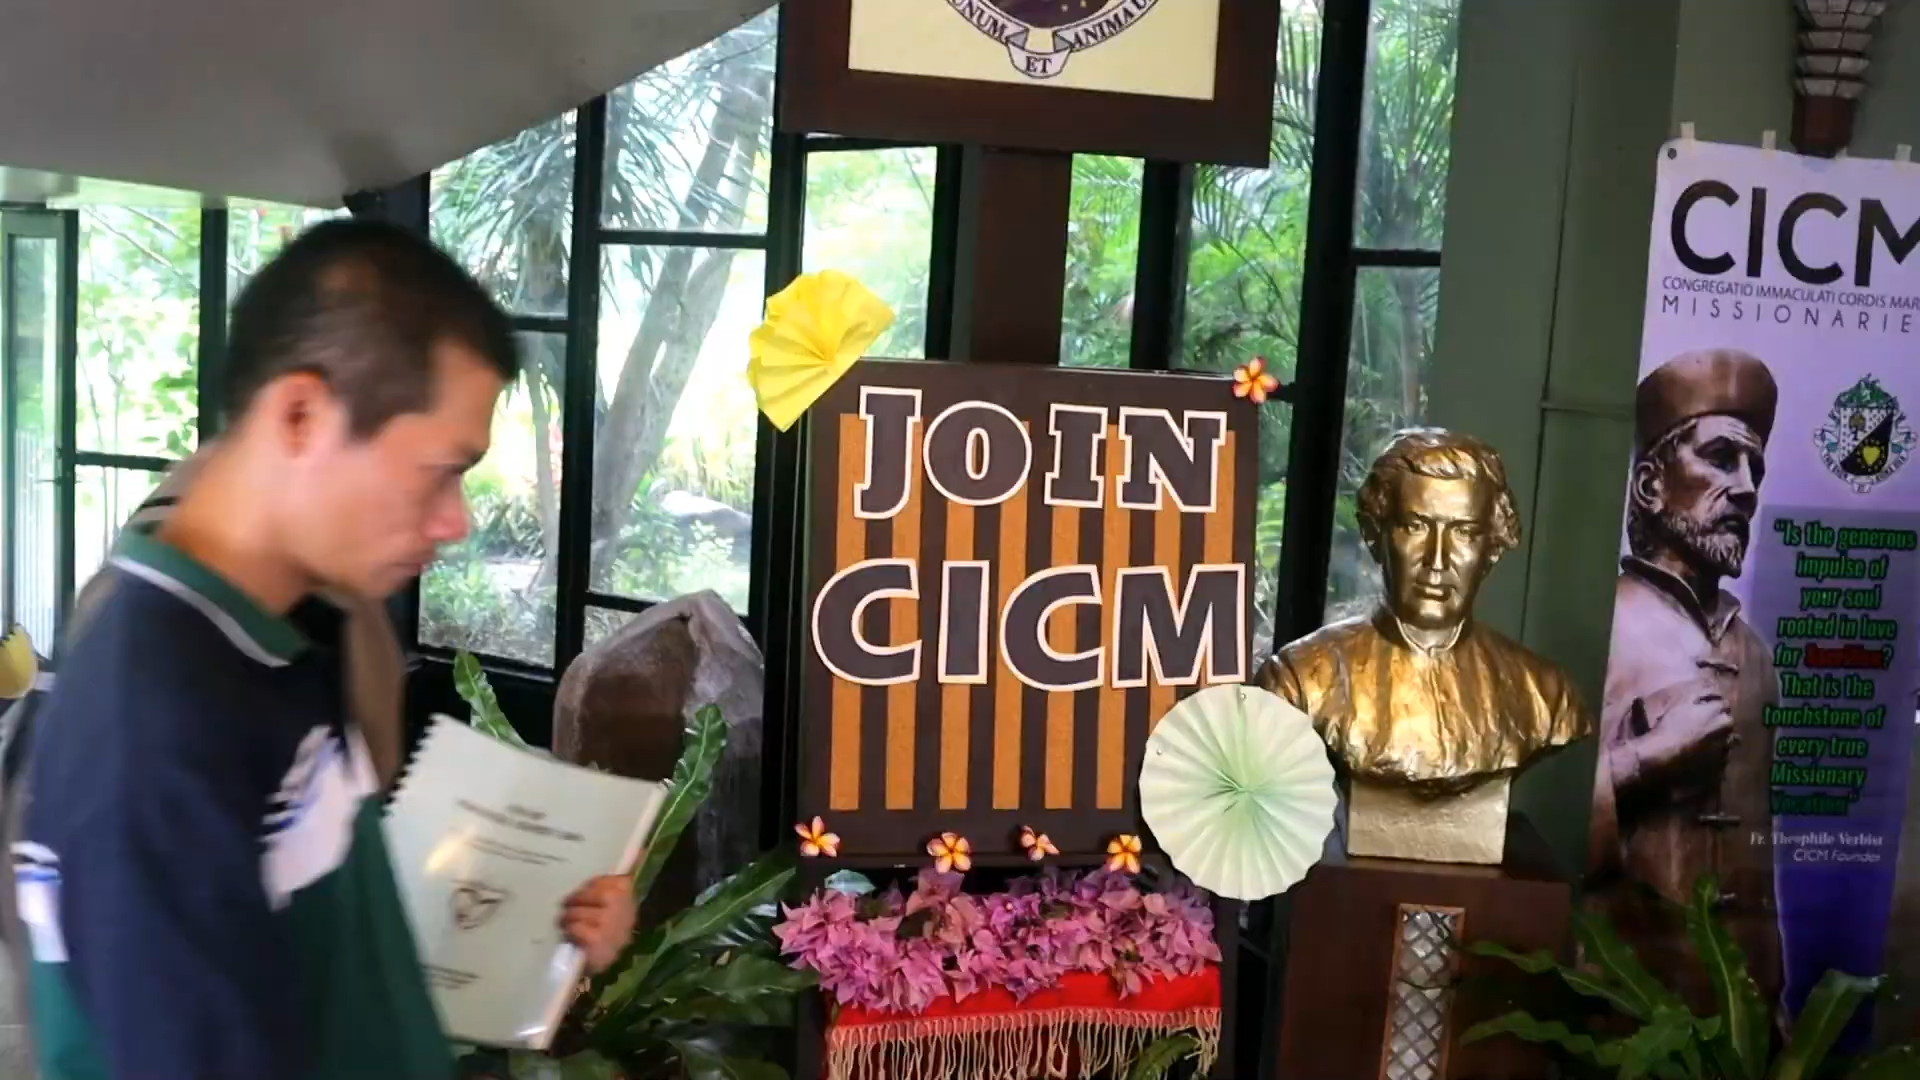 UNUM
ET
ANIMA U
JOIN
CICM
CICM
CONGREGATIO IMMACULATI CORDIS MAR
MISSIONARIE
"Is the generous
impulse of
your soul
rooted in love
for Sacrifice?
That is the
touchstone of
every true
Missionary
Vocation"
Fr. Theophile Verbist
CICM Founder